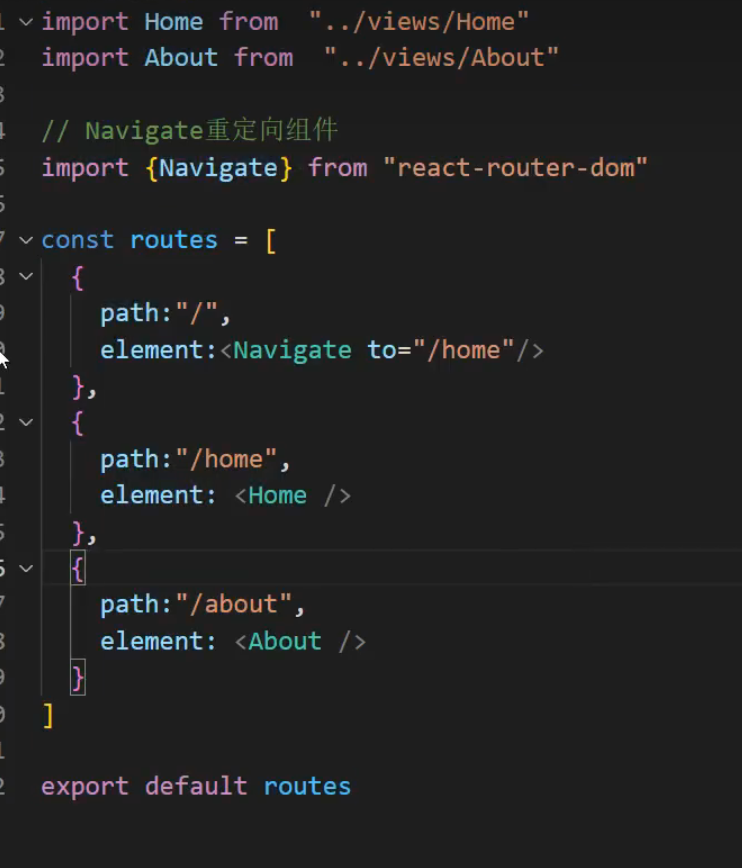 import Home from  "../views/Home"
import About from  "../views/About"
// Navigate重定向组件
import {Navigate} from "react-router-dom"
const routes = [
{
path:"/",
element:<Navigate to="/home"/>
},
{
path:"/home",
element: <Home />
},
{
path:"/about",
element: <About />
}
]
export default routes